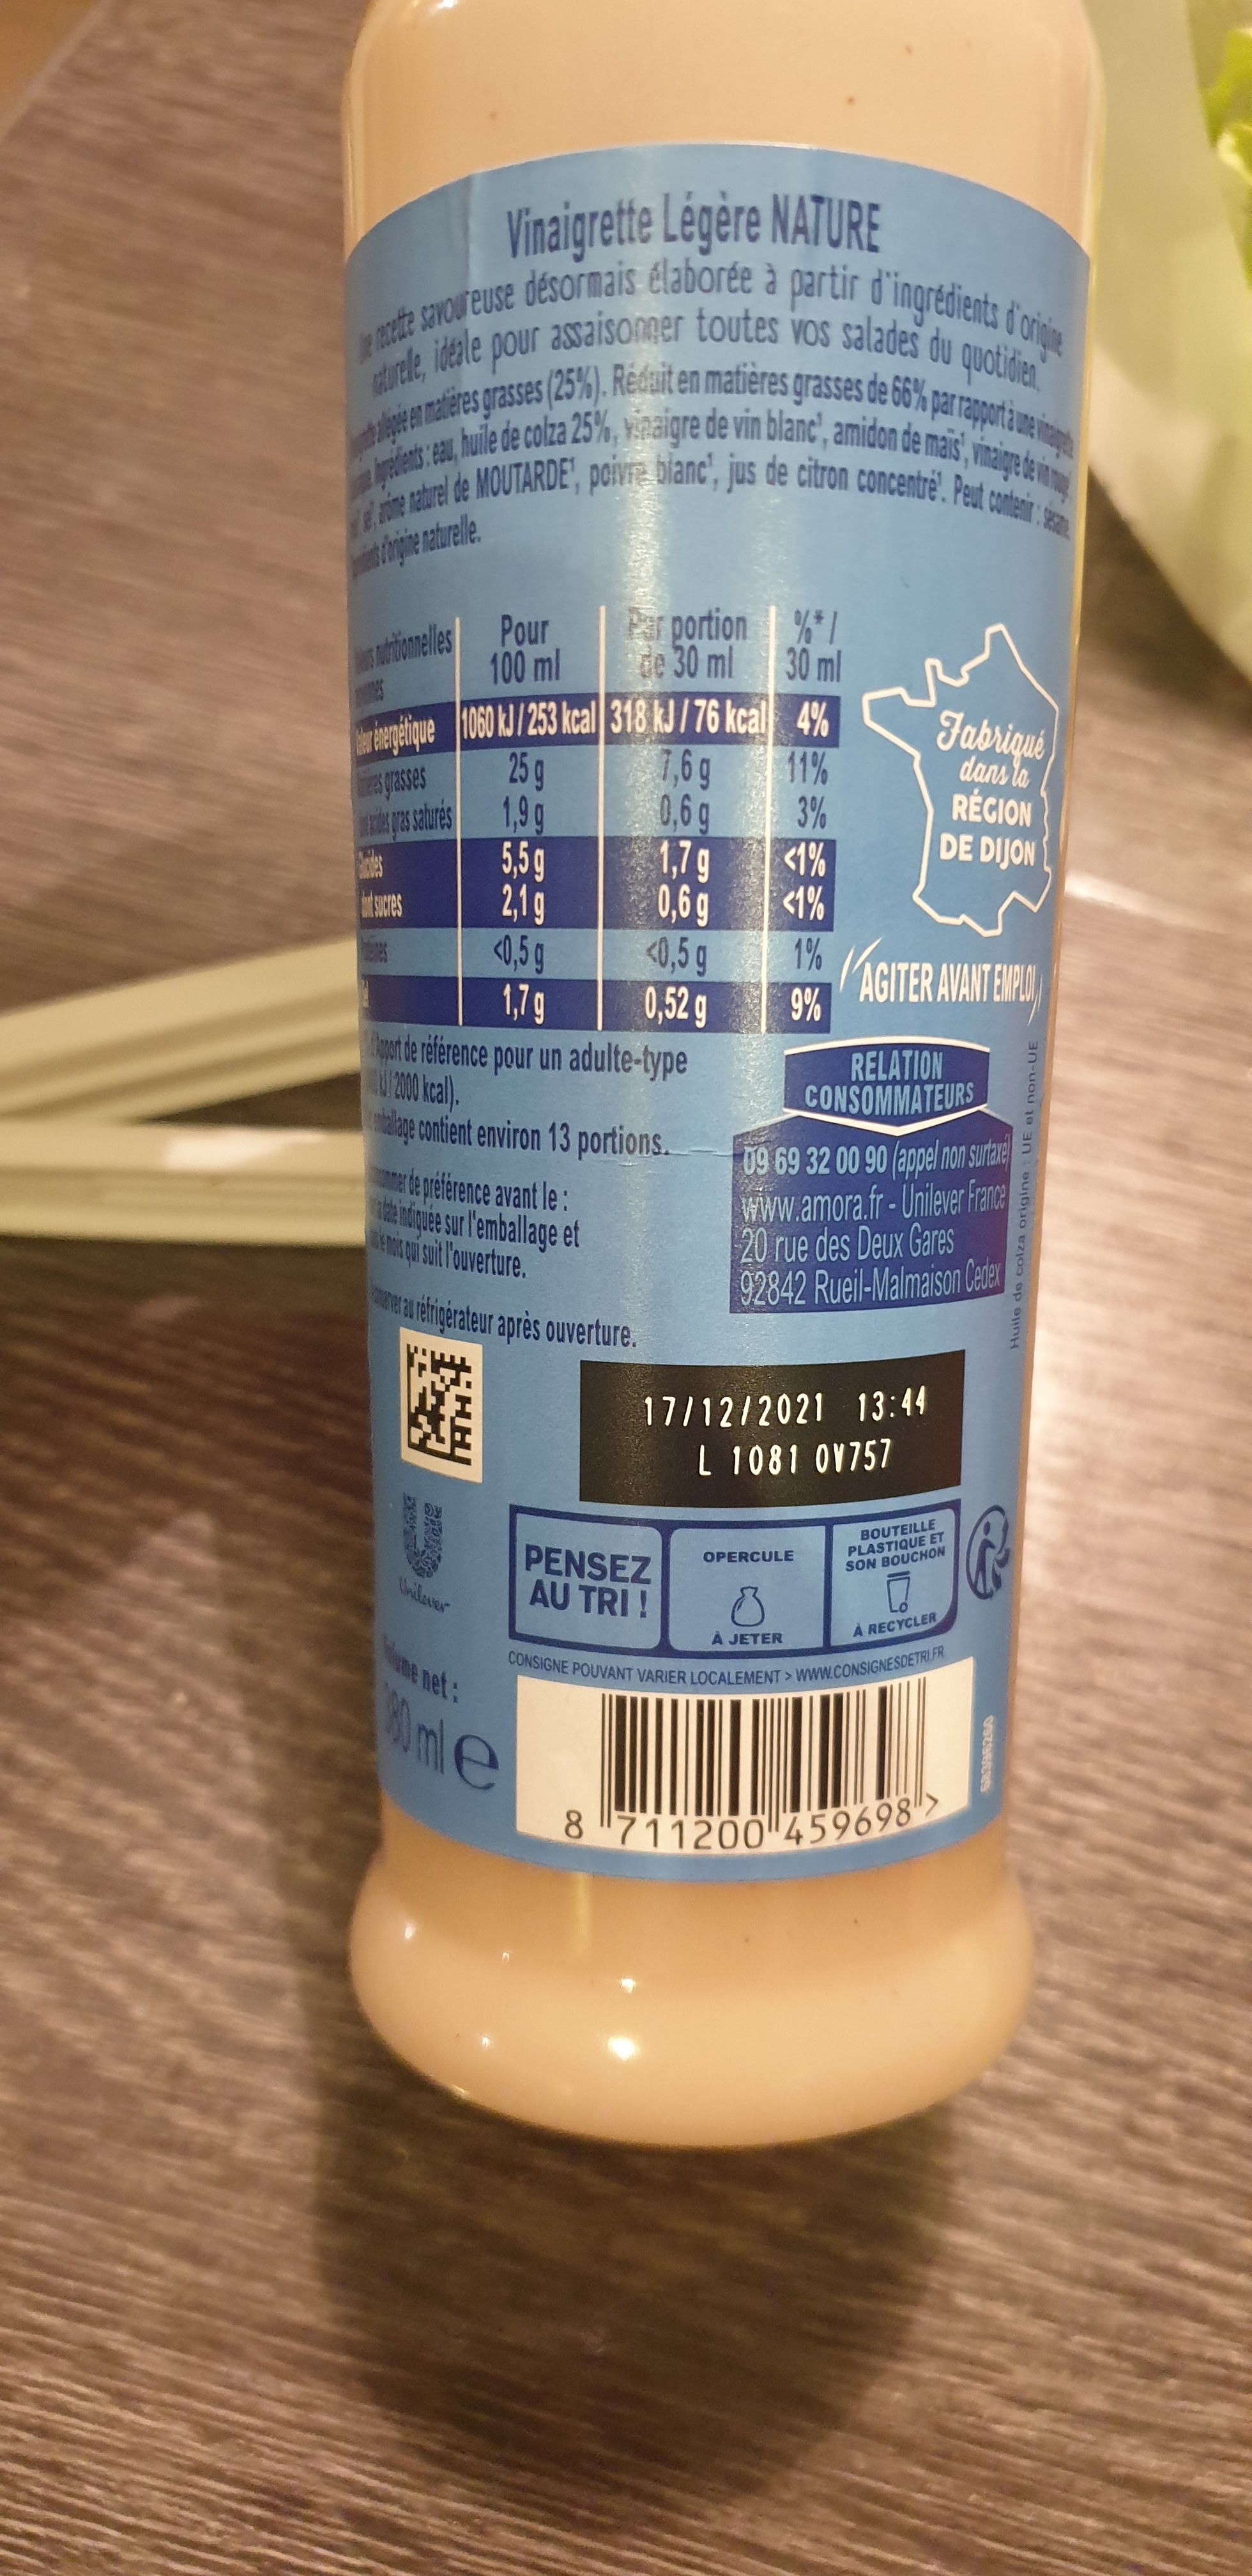 Vinaigrette Légère NATURE
recette savoureuse désormais élaborée à partir d'ingrédients d'origine
naturelle, idéale pour assaisonner toutes vos salades du quotidien.
allégée en matières grasses (25%). Réduit en matières grasses de 66% par rapport à une vinaigrette
Ingrédients : eau, huile de colza 25%, vinaigre de vin blanc¹, amidon de maïs¹, vinaigre de vin rouge
sel¹, arôme naturel de MOUTARDE¹, poivre blanc¹, jus de citron concentré¹. Peut contenir : sésame.
d'origine naturelle.
nutritionnelles Pour 100 ml Par portion de 30 ml %* / 30 ml
énergétique 1060 kJ / 253 kcal 318 kJ / 76 kcal 4%
grasses 25 g 7,6 g 11%
acides gras saturés 1,9 g 0,6 g 3%
Glucides 5,5 g 1,7 g <1%
dont sucres 2,1 g 0,6 g <1%
<0,5 g <0,5 g 1%
1,7 g 0,52 g 9%
Fabriqué
dans la
RÉGION
DE DIJON
AGITER AVANT EMPLOI
Apport de référence pour un adulte-type
kJ / 2000 kcal).
emballage contient environ 13 portions.
RELATION
CONSOMMATEURS
09 69 32 00 90 (appel non surtaxé)
www.amora.fr - Unilever France
20 rue des Deux Gares
92842 Rueil-Malmaison Cedex
Huile de colza origine : UE et non-UE
de préférence avant le :
date indiquée sur l'emballage et
le mois qui suit l'ouverture.
au réfrigérateur après ouverture.
17/12/2021 13:44
L 1081 0V757
Unilever
PENSEZ
AU TRI !
OPERCULE
À JETER
BOUTEILLE
PLASTIQUE ET
SON BOUCHON
À RECYCLER
CONSIGNE POUVANT VARIER LOCALEMENT > WWW.CONSIGNESDETRI.FR
net :
ml e
8 711200 459698 >